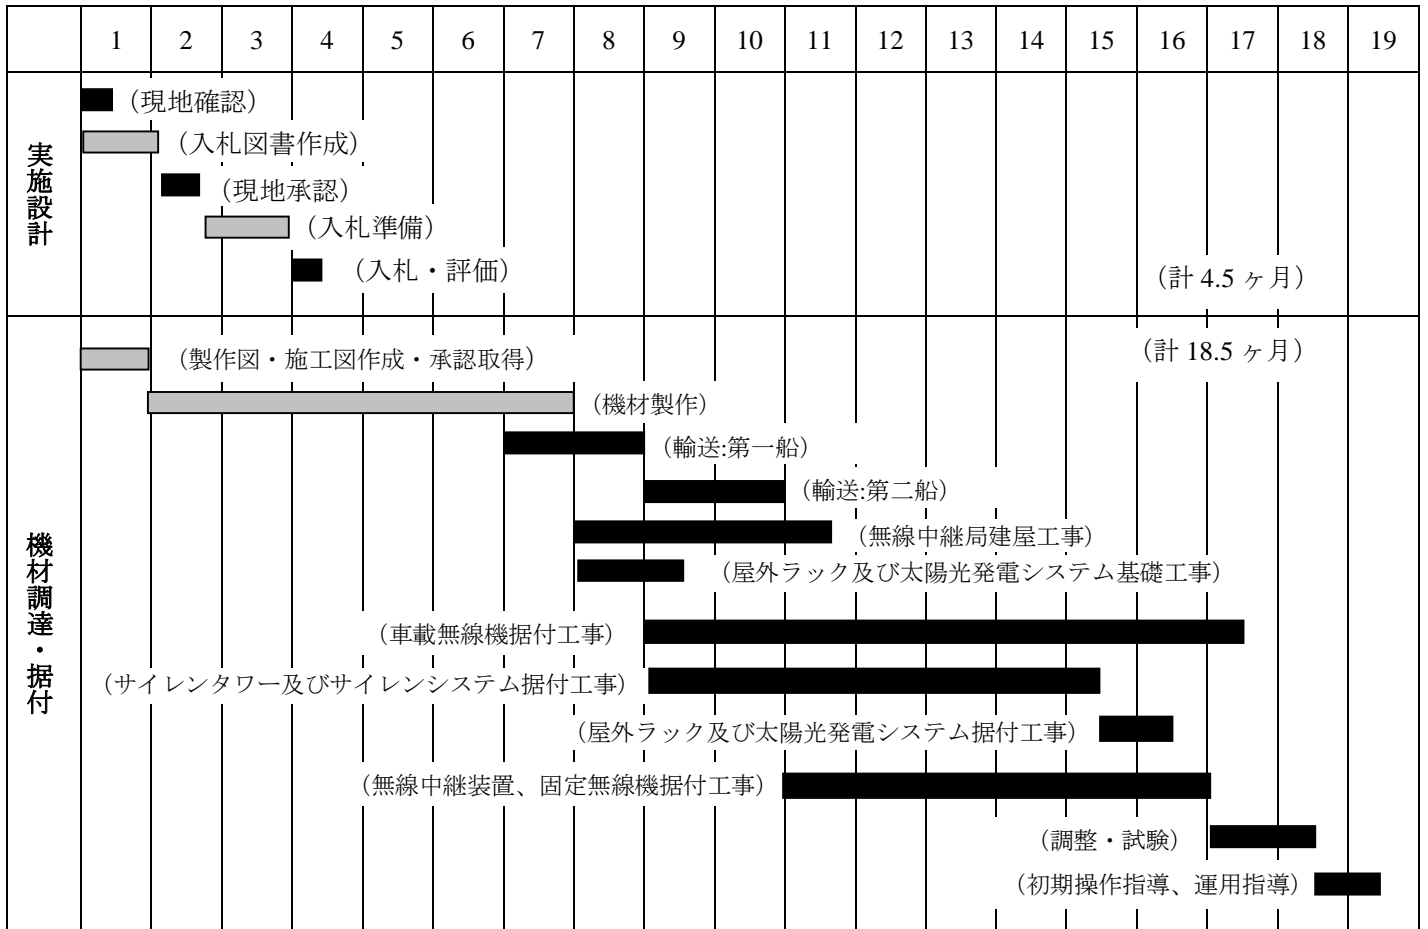 1 2 3 4 5 6 7 8 9 10 11 12 13 14 15 16 17 18 19
実施設計
（現地確認）
（入札図書作成）
（現地承認）
（入札準備）
（入札・評価）
（計 4.5 ヶ月）
機材調達・据付
（計 18.5 ヶ月）
（製作図・施工図作成・承認取得）
（機材製作）
（輸送:第一船）
（輸送:第二船）
（無線中継局建屋工事）
（屋外ラック及び太陽光発電システム基礎工事）
（車載無線機据付工事）
（サイレンタワー及びサイレンシステム据付工事）
（屋外ラック及び太陽光発電システム据付工事）
（無線中継装置、固定無線機据付工事）
（調整・試験）
（初期操作指導、運用指導）